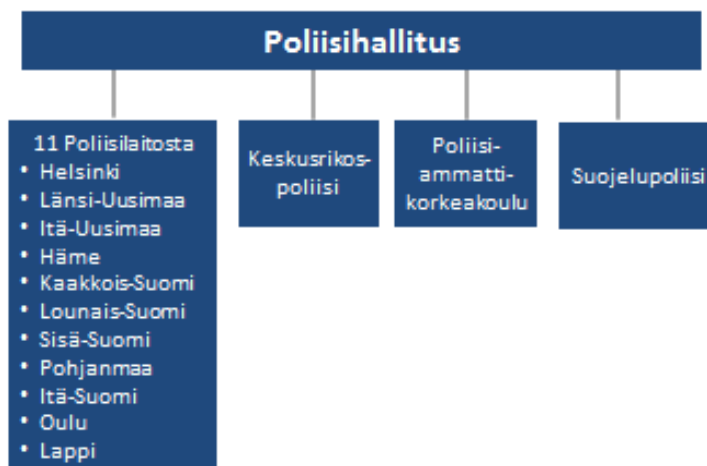 Poliisihallitus
11 Poliisilaitosta
• Helsinki
• Länsi-Uusimaa
• Itä-Uusimaa
• Häme
• Kaakkois-Suomi
• Lounais-Suomi
• Sisä-Suomi
• Pohjanmaa
• Itä-Suomi
• Oulu
• Lappi
Keskusrikos-
poliisi
Poliisi-
ammatti-
korkeakoulu
Suojelupoliisi